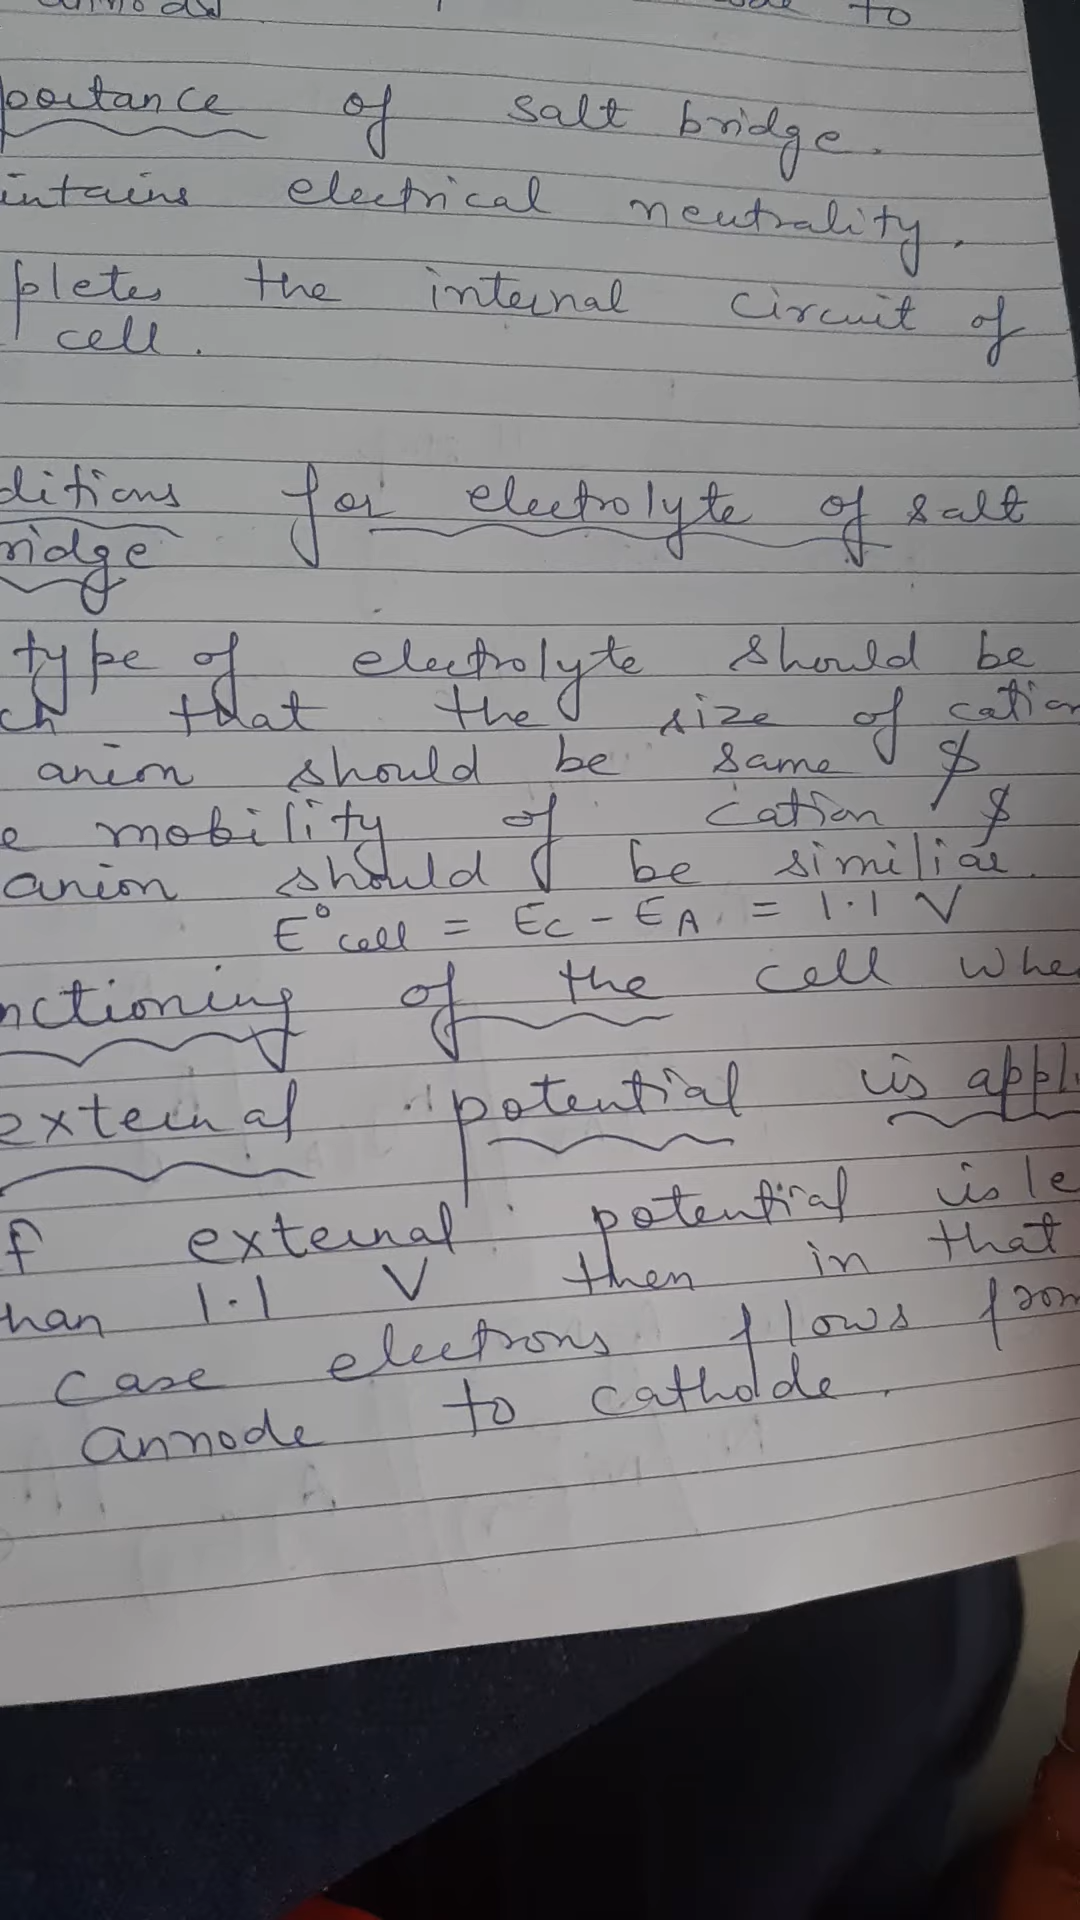 to
portance of salt bridge.
intains electrical neutrality.
pletes the internal circuit of
cell.
ditions for electrolyte of salt
ridge
type of electrolyte should be
ch that the size of cation
anion should be same &
e mobility of cation &
anion should be similiar.
E°cell = EC - EA = 1.1 V
nctioning of the cell whe
external potential is appli
f external potential is le
han 1.1 V then in that
case electrons flows from
annode to cathode.